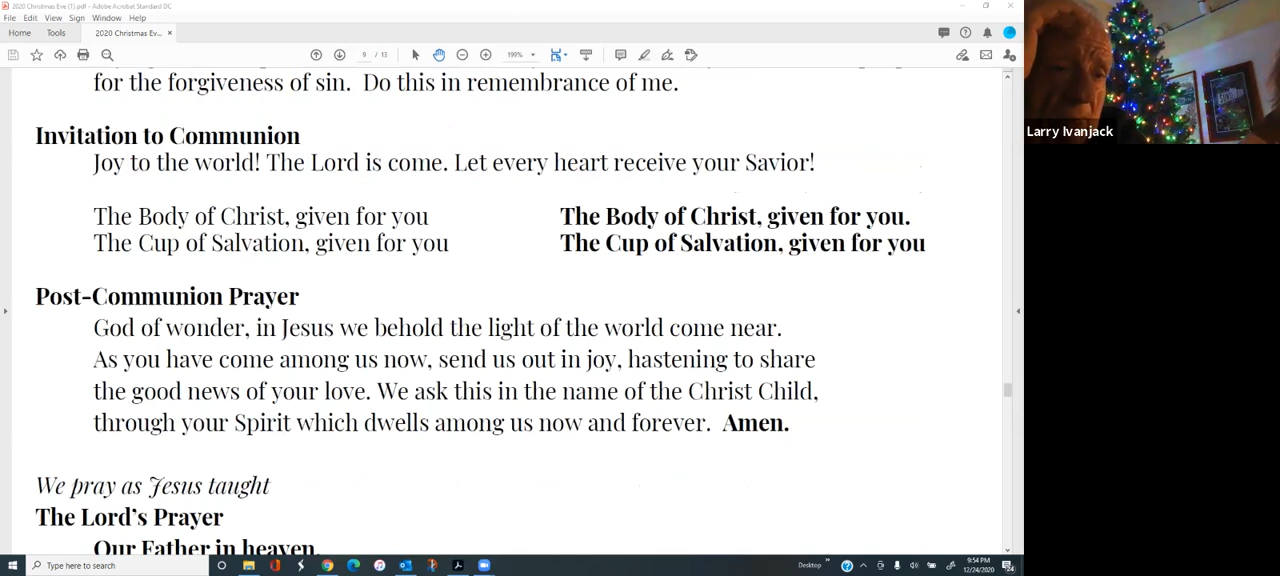 2020 Christmas Eve (1).pdf - Adobe Acrobat Standard DC
File Edit View Sign Window Help
Home Tools 2020 Christmas Eve (1).p... ×
9 / 13 199%
for the forgiveness of sin. Do this in remembrance of me.
Invitation to Communion
Joy to the world! The Lord is come. Let every heart receive your Savior!
The Body of Christ, given for you The Body of Christ, given for you.
The Cup of Salvation, given for you The Cup of Salvation, given for you
Post-Communion Prayer
God of wonder, in Jesus we behold the light of the world come near.
As you have come among us now, send us out in joy, hastening to share
the good news of your love. We ask this in the name of the Christ Child,
through your Spirit which dwells among us now and forever. Amen.
We pray as Jesus taught
The Lord's Prayer
Our Father in heaven,
Larry Ivanjack
Type here to search
Desktop
9:54 PM
12/24/2020
24